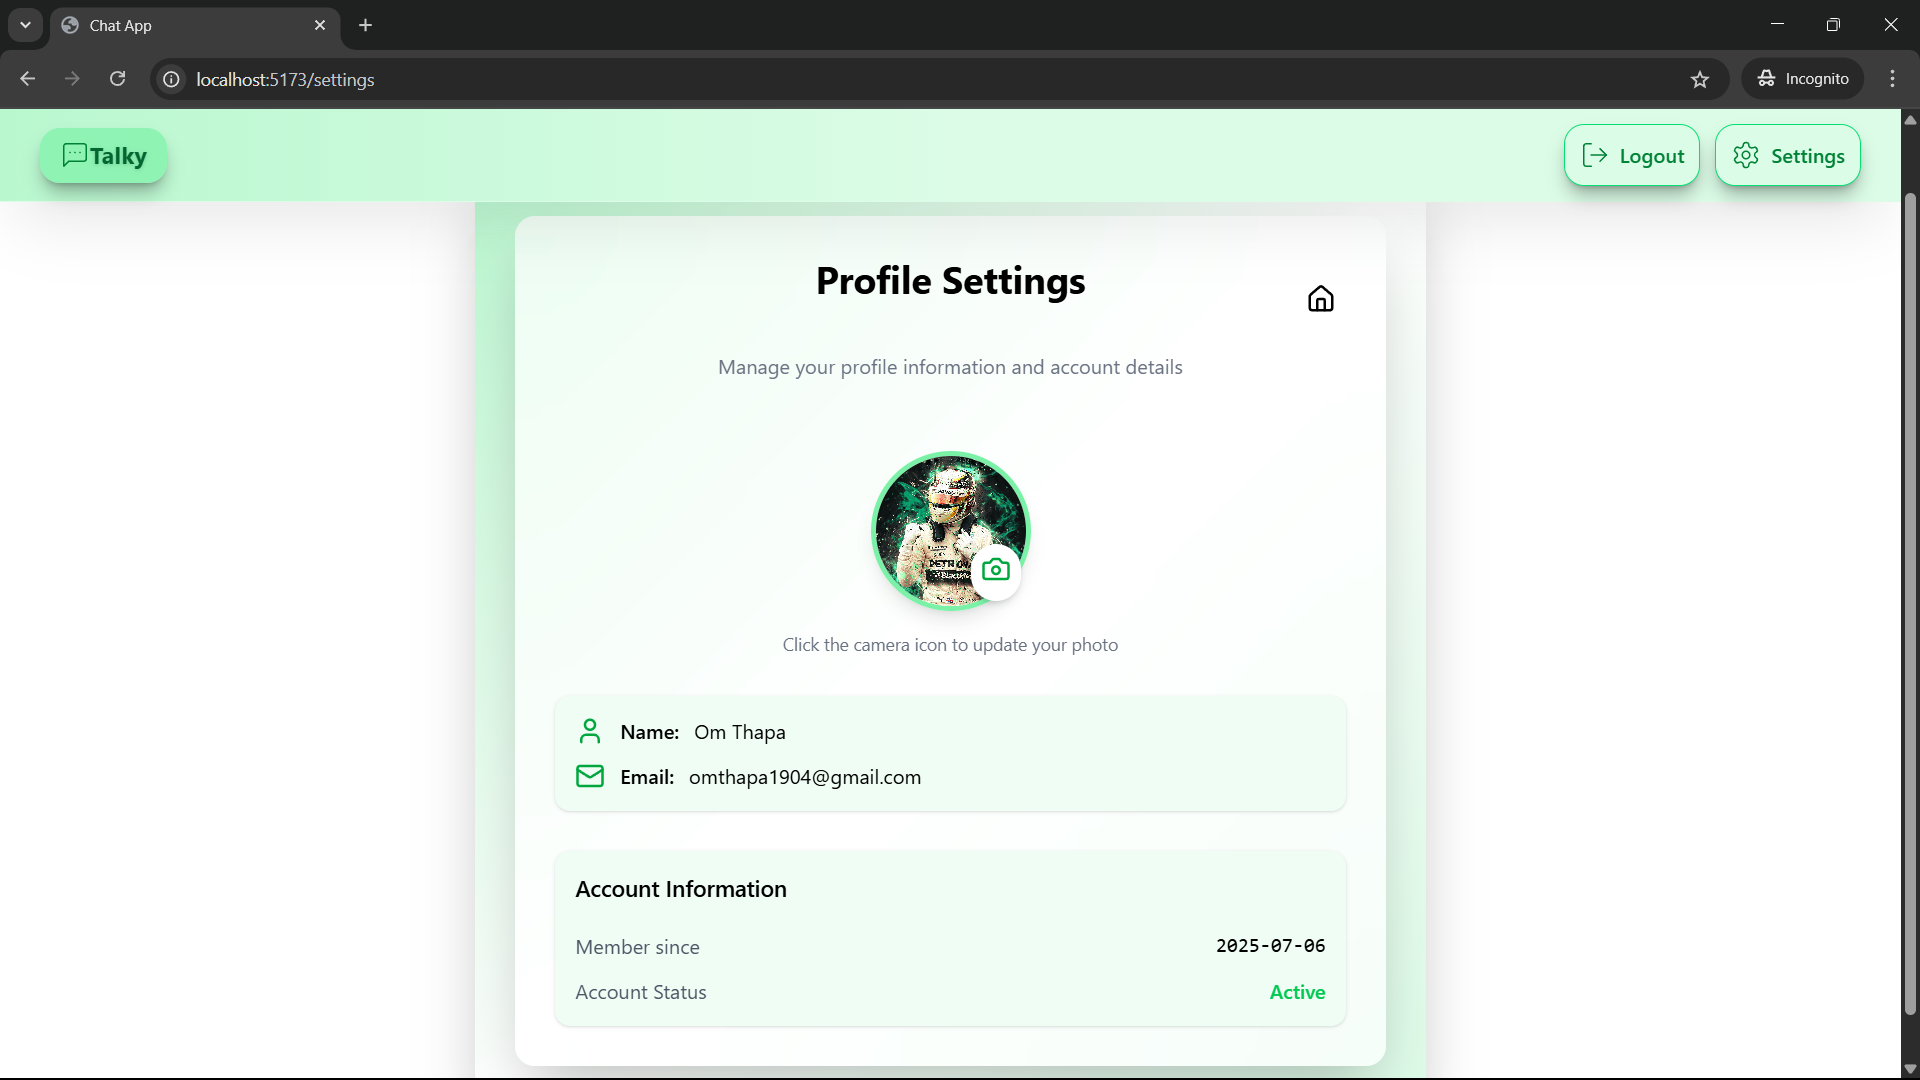 Chat App
localhost:5173/settings
Incognito
Talky
Logout
Settings
Profile Settings
Manage your profile information and account details
Click the camera icon to update your photo
Name: Om Thapa
Email: omthapa1904@gmail.com
Account Information
Member since 2025-07-06
Account Status Active